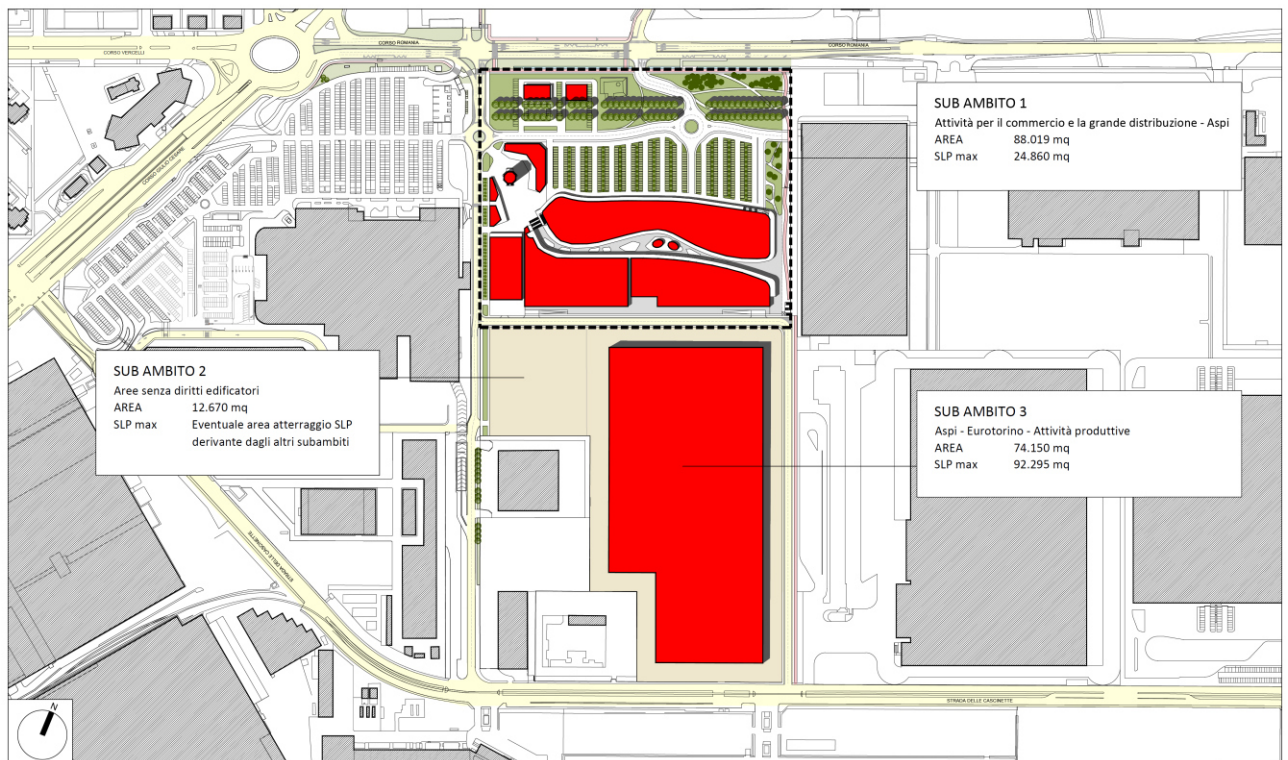 CORSO VERCELLI
CORSO ROMANIA
CORSO ROMANIA
CORSO GIULIO CESARE
SUB AMBITO 1
Attività per il commercio e la grande distribuzione - Aspi
AREA 88.019 mq
SLP max 24.860 mq
SUB AMBITO 2
Aree senza diritti edificatori
AREA 12.670 mq
SLP max Eventuale area atterraggio SLP
derivante dagli altri subambiti
SUB AMBITO 3
Aspi - Eurotorino - Attività produttive
AREA 74.150 mq
SLP max 92.295 mq
STRADA DELLE CASCINETTE
STRADA DELLE CASCINETTE
N